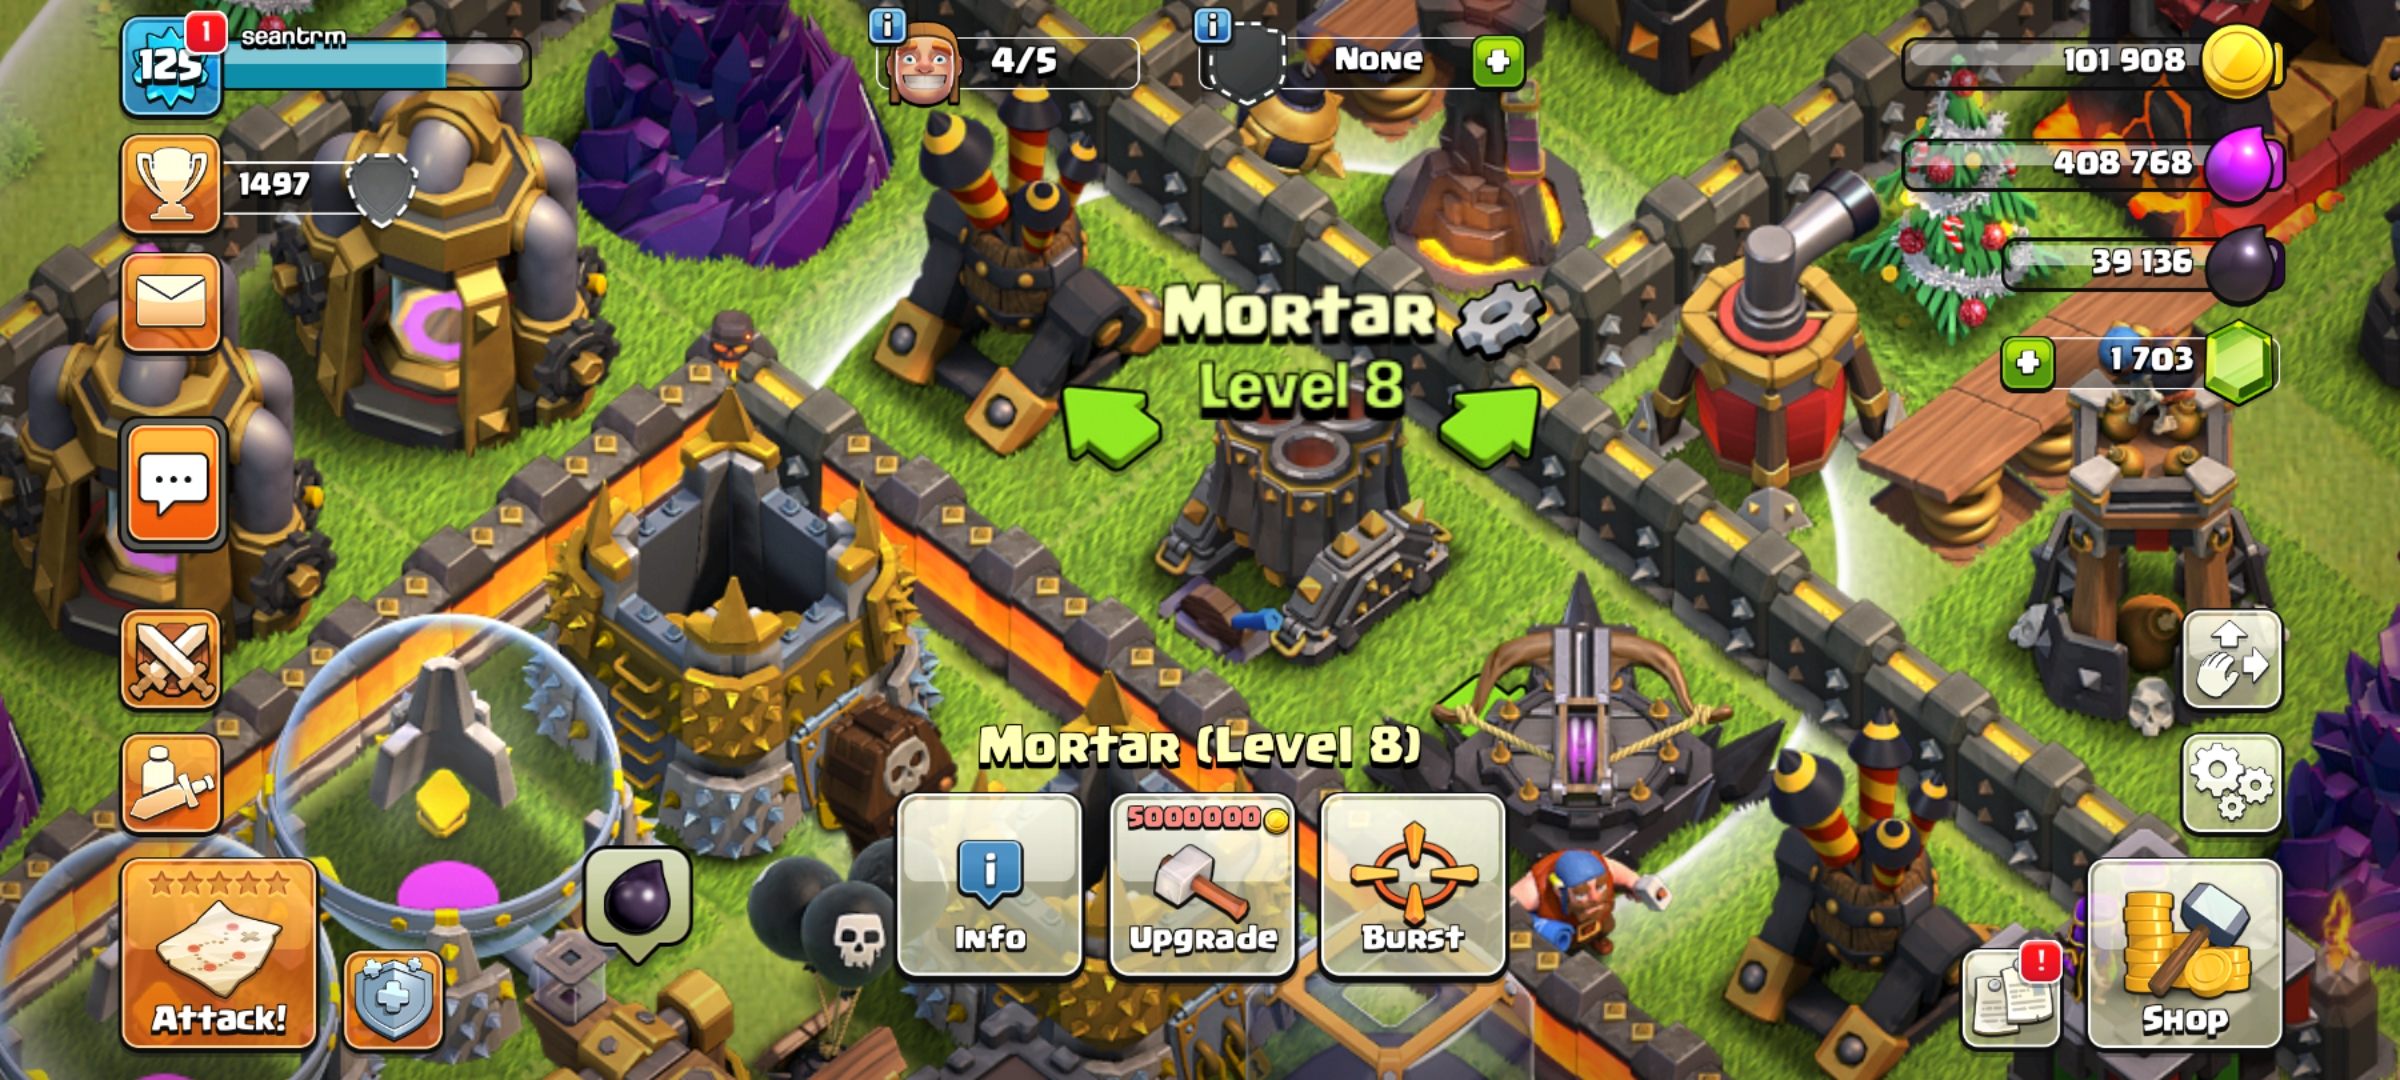 125
1
seantrm
4/5
None
101 908
1497
408 768
39 136
1 703
Mortar
Level 8
Mortar (Level 8)
5000000
Info
Upgrade
Burst
Attack!
!
Shop